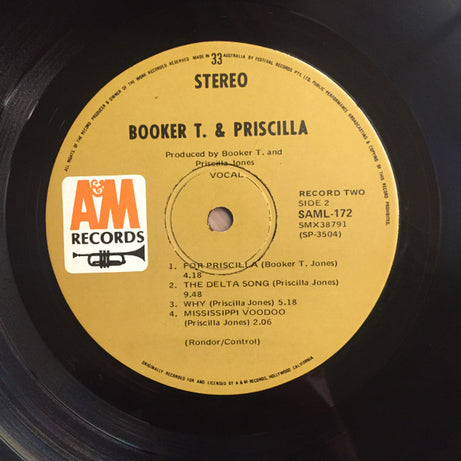 ALL RIGHTS OF THE RECORD PRODUCER & OWNER OF THE WORK RECORDED RESERVED. MADE IN AUSTRALIA BY FESTIVAL RECORDS PTY. LTD. PUBLIC PERFORMANCE, BROADCASTING & COPYING OF THIS RECORD PROHIBITED.
33
STEREO
BOOKER T. & PRISCILLA
Produced by Booker T. and
Priscilla Jones
VOCAL
A&M
RECORDS
RECORD TWO
SIDE 2
SAML-172
SMX38791
(SP-3504)
1. FOR PRISCILLA (Booker T. Jones)
4.18
2. THE DELTA SONG (Priscilla Jones)
9.48
3. WHY (Priscilla Jones) 5.18
4. MISSISSIPPI VOODOO
(Priscilla Jones) 2.06
(Rondor/Control)
ORIGINALLY RECORDED FOR AND LICENSED BY A & M RECORDS, HOLLYWOOD CALIFORNIA